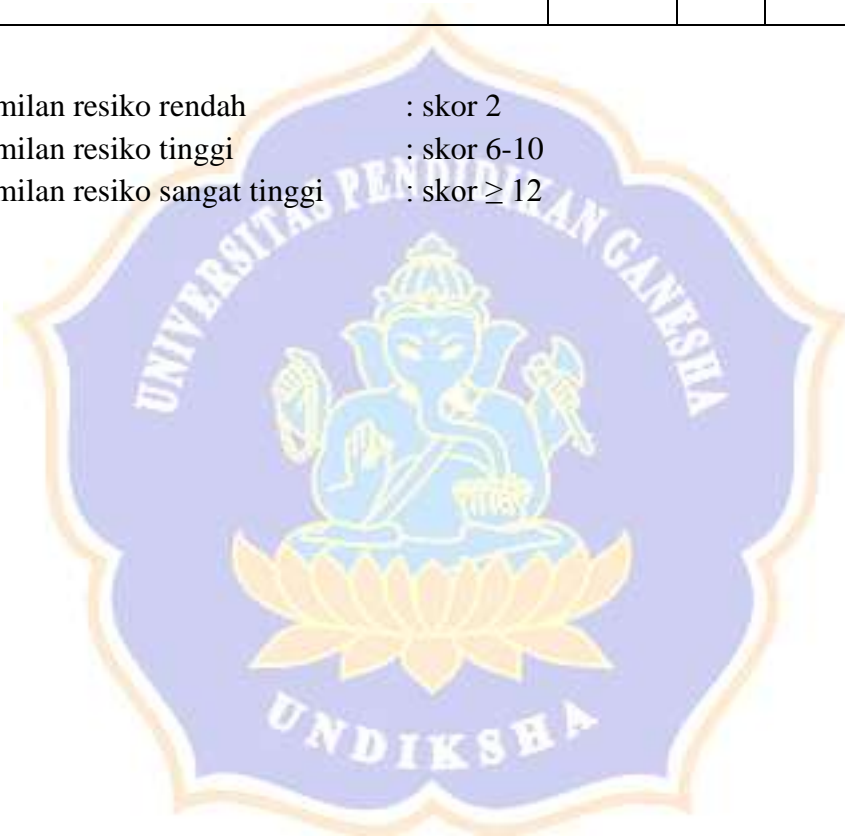 milan resiko rendah : skor 2
milan resiko tinggi : skor 6-10
milan resiko sangat tinggi : skor ≥ 12
UNIVERSITAS PENDIDIKAN GANESHA
UNDIKSHA